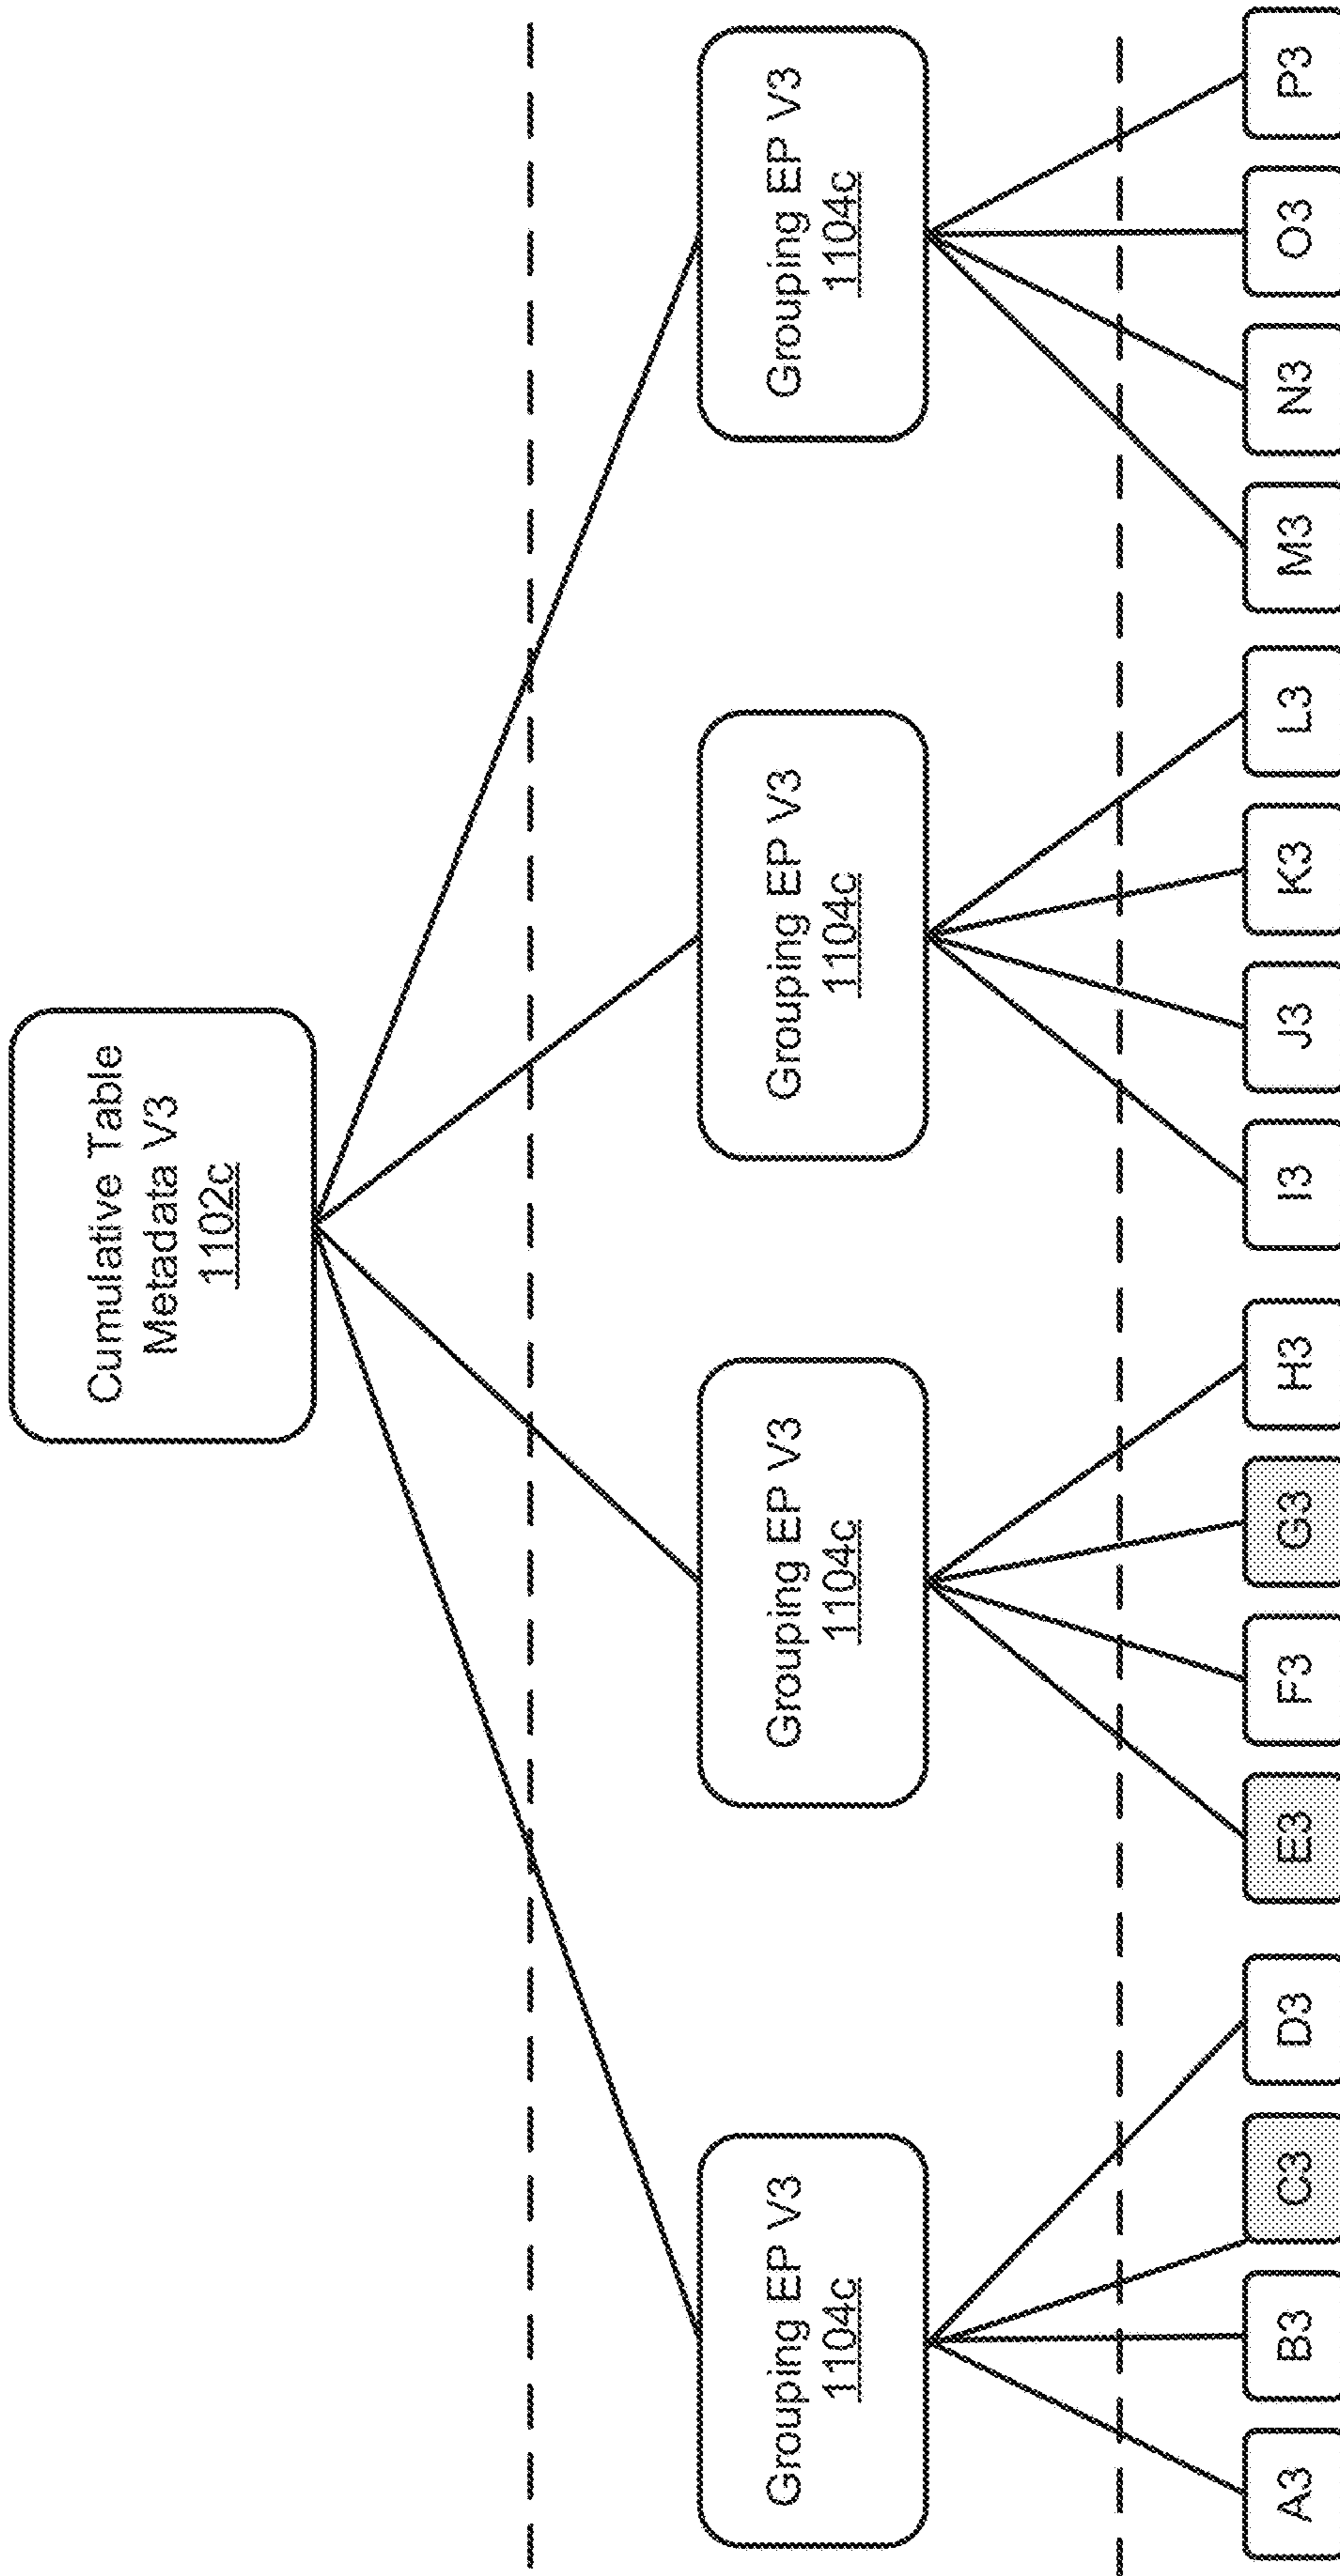 Cumulative Table
Metadata V3
1102c
Grouping EP V3
1104c
Grouping EP V3
1104c
Grouping EP V3
1104c
Grouping EP V3
1104c
A3
B3
C3
D3
E3
F3
G3
H3
I3
J3
K3
L3
M3
N3
O3
P3